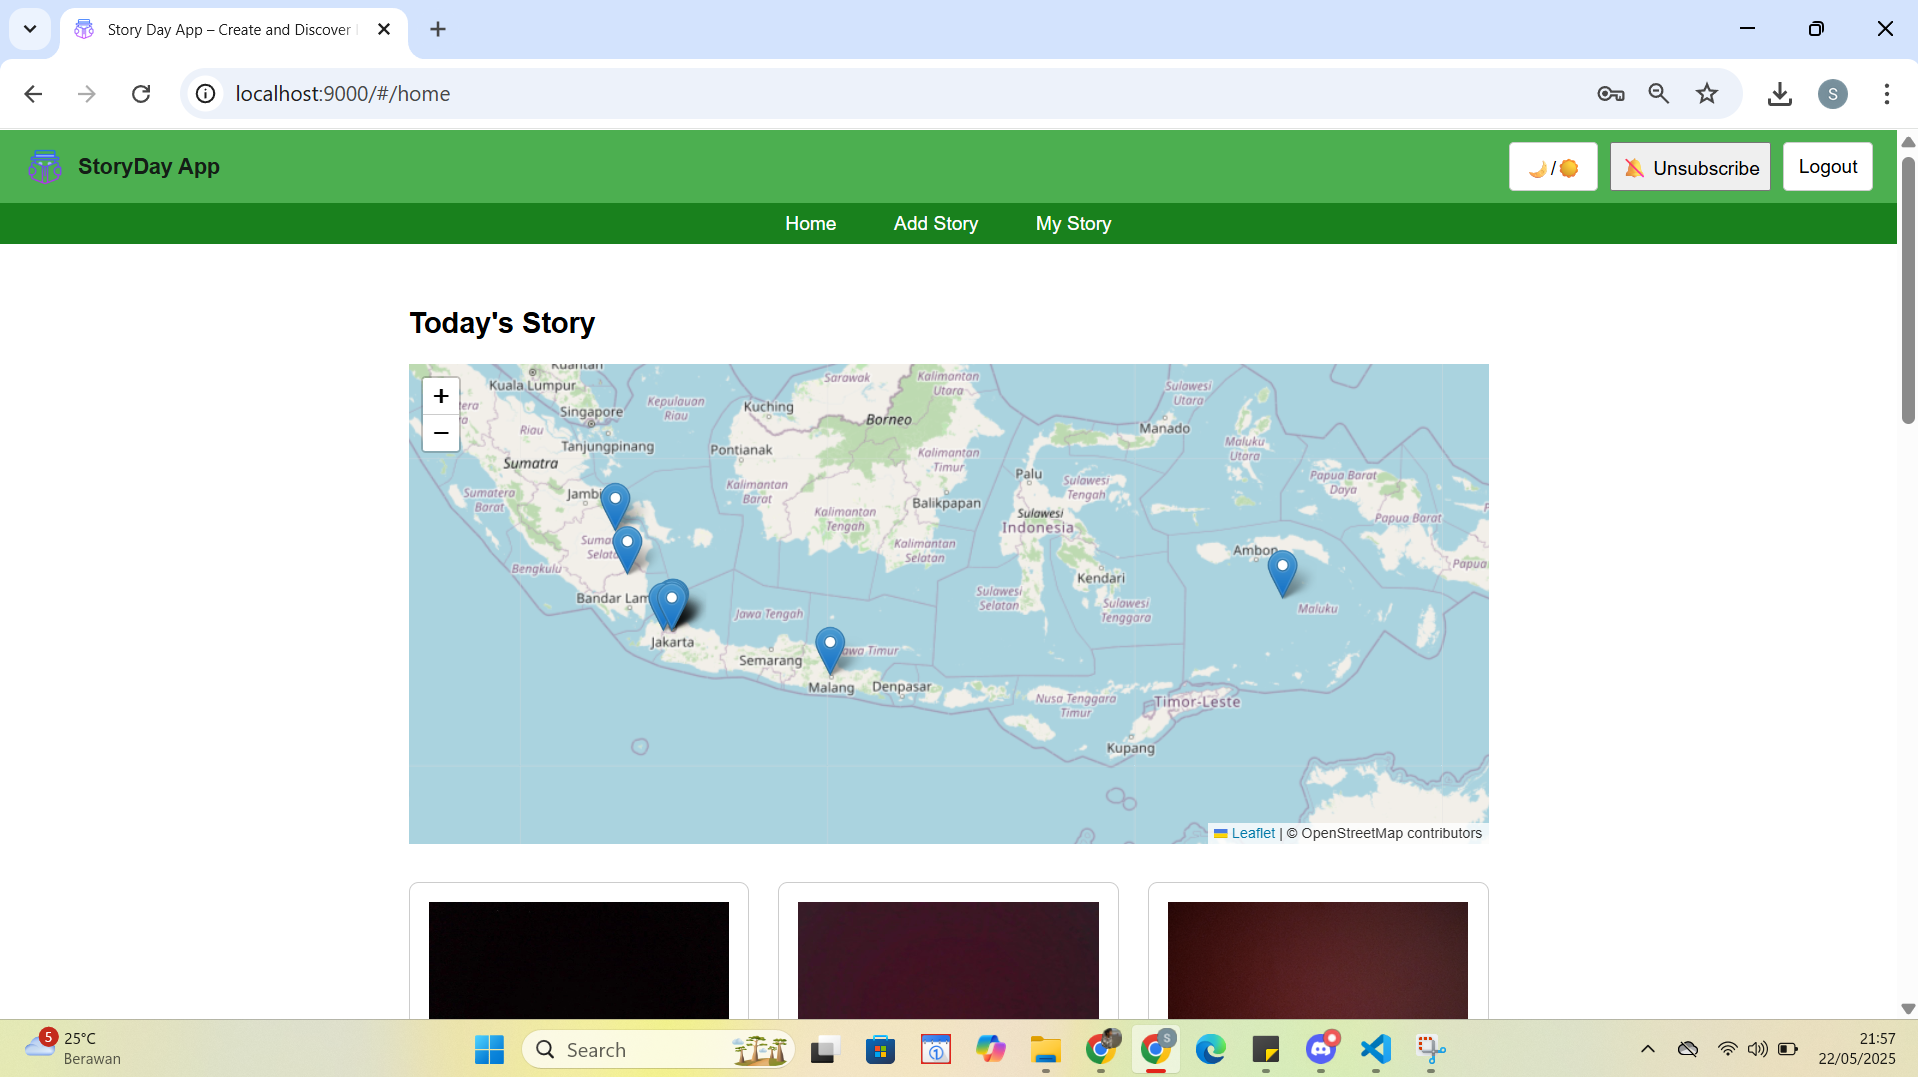 Story Day App – Create and Discover
localhost:9000/#/home
S
StoryDay App
/
Unsubscribe
Logout
Home
Add Story
My Story
Today's Story
+
−
Kuantan
Kuala Lumpur
Singapore
Kepulauan
Riau
Riau
Tanjungpinang
Sumatra
Sumatera
Barat
Jambi
Bengkulu
Bandar Lam
Jakarta
Semarang
Jawa Tengah
Malang
Denpasar
Kuching
Sarawak
Kalimantan
Utara
Borneo
Pontianak
Kalimantan
Barat
Kalimantan
Timur
Balikpapan
Kalimantan
Tengah
Kalimantan
Selatan
Palu
Sulawesi
Tengah
Sulawesi
Indonesia
Sulawesi
Utara
Manado
Maluku
Utara
Kendari
Sulawesi
Selatan
Sulawesi
Tenggara
Papua Barat
Daya
Papua Barat
Papua
Ambon
Maluku
Nusa Tenggara
Timur
Timor-Leste
Kupang
Leaflet | © OpenStreetMap contributors
5
25°C
Berawan
Search
S
21:57
22/05/2025